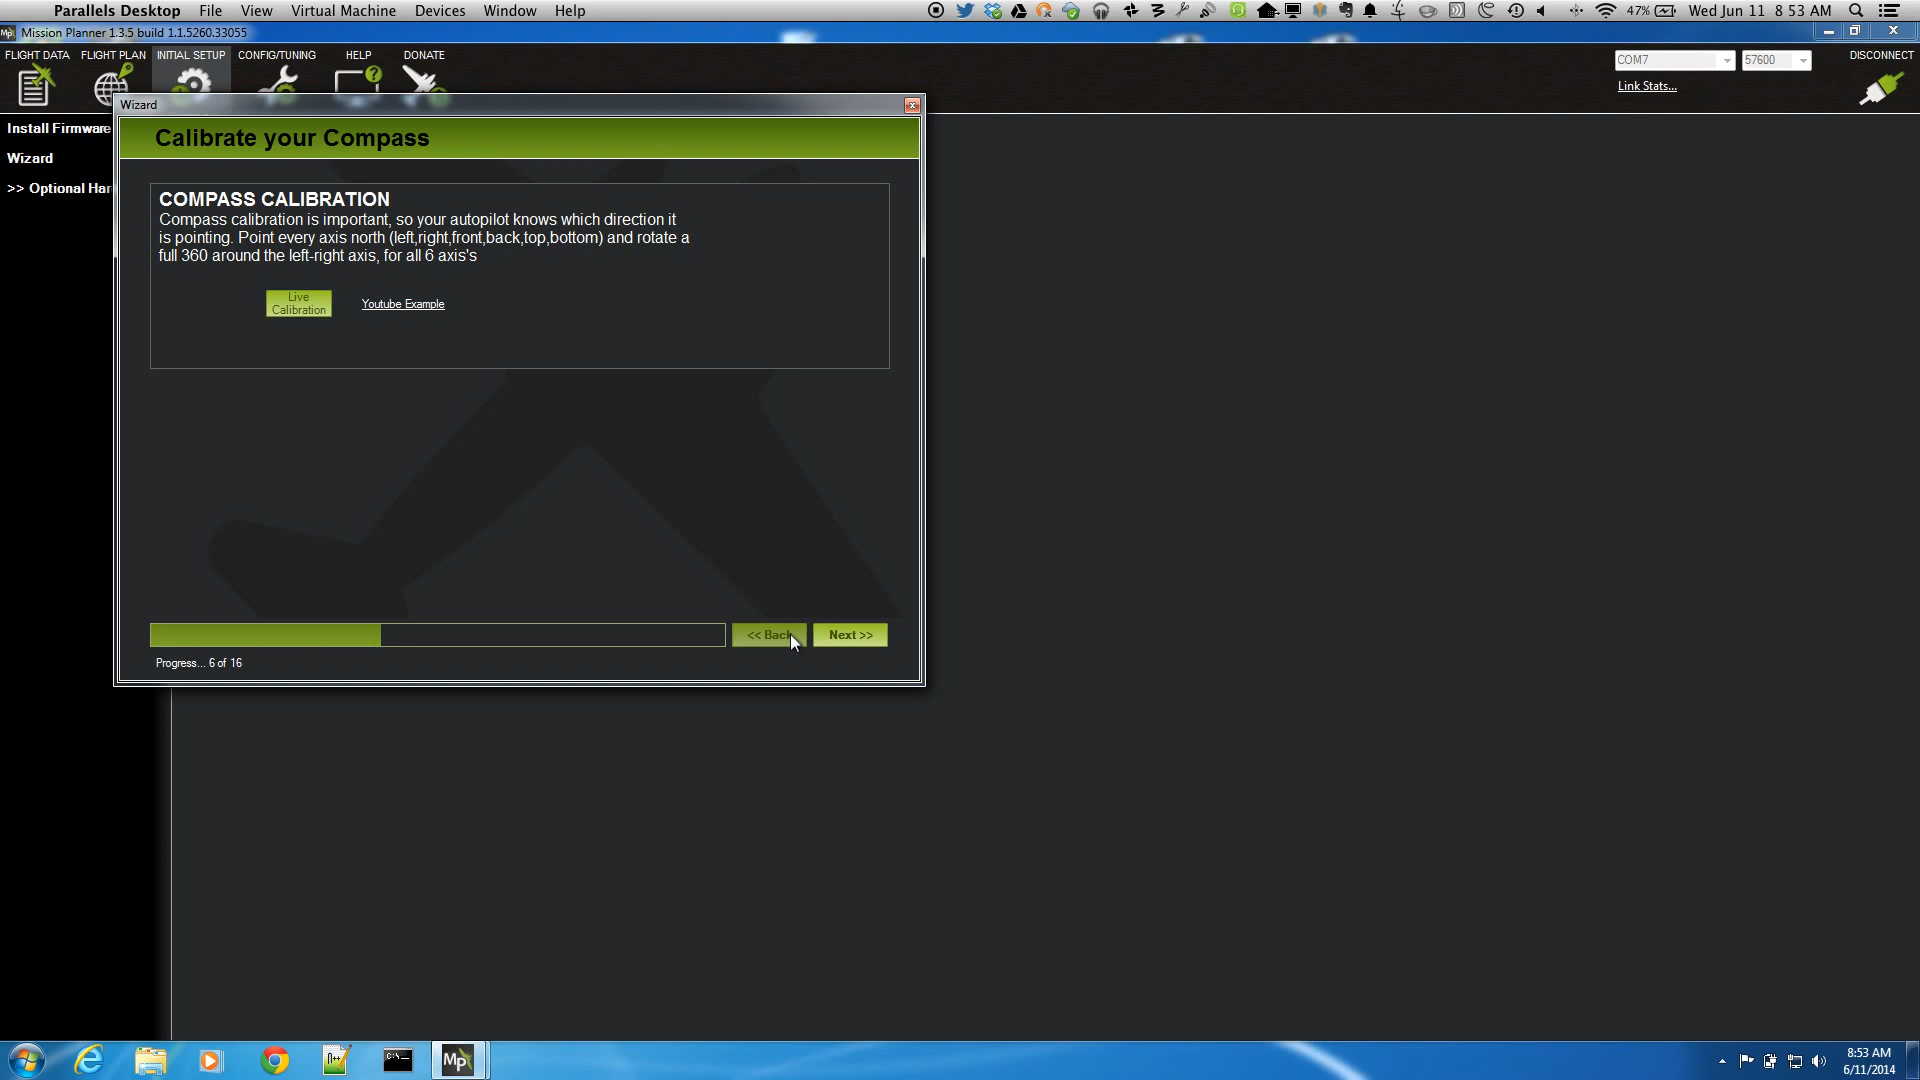 Parallels Desktop File View Virtual Machine Devices Window Help 47% Wed Jun 11 8 53 AM
Mp Mission Planner 1.3.5 build 1.1.5260.33055
FLIGHT DATA FLIGHT PLAN INITIAL SETUP CONFIG/TUNING HELP DONATE DISCONNECT
COM7 57600
Link Stats...
Wizard
Install Firmware
Calibrate your Compass
Wizard
>> Optional Har
COMPASS CALIBRATION
Compass calibration is important, so your autopilot knows which direction it
is pointing. Point every axis north (left,right,front,back,top,bottom) and rotate a
full 360 around the left-right axis, for all 6 axis's
Live
Calibration
Youtube Example
<< Back Next >>
Progress... 6 of 16
C:\_ Mp
8:53 AM
6/11/2014